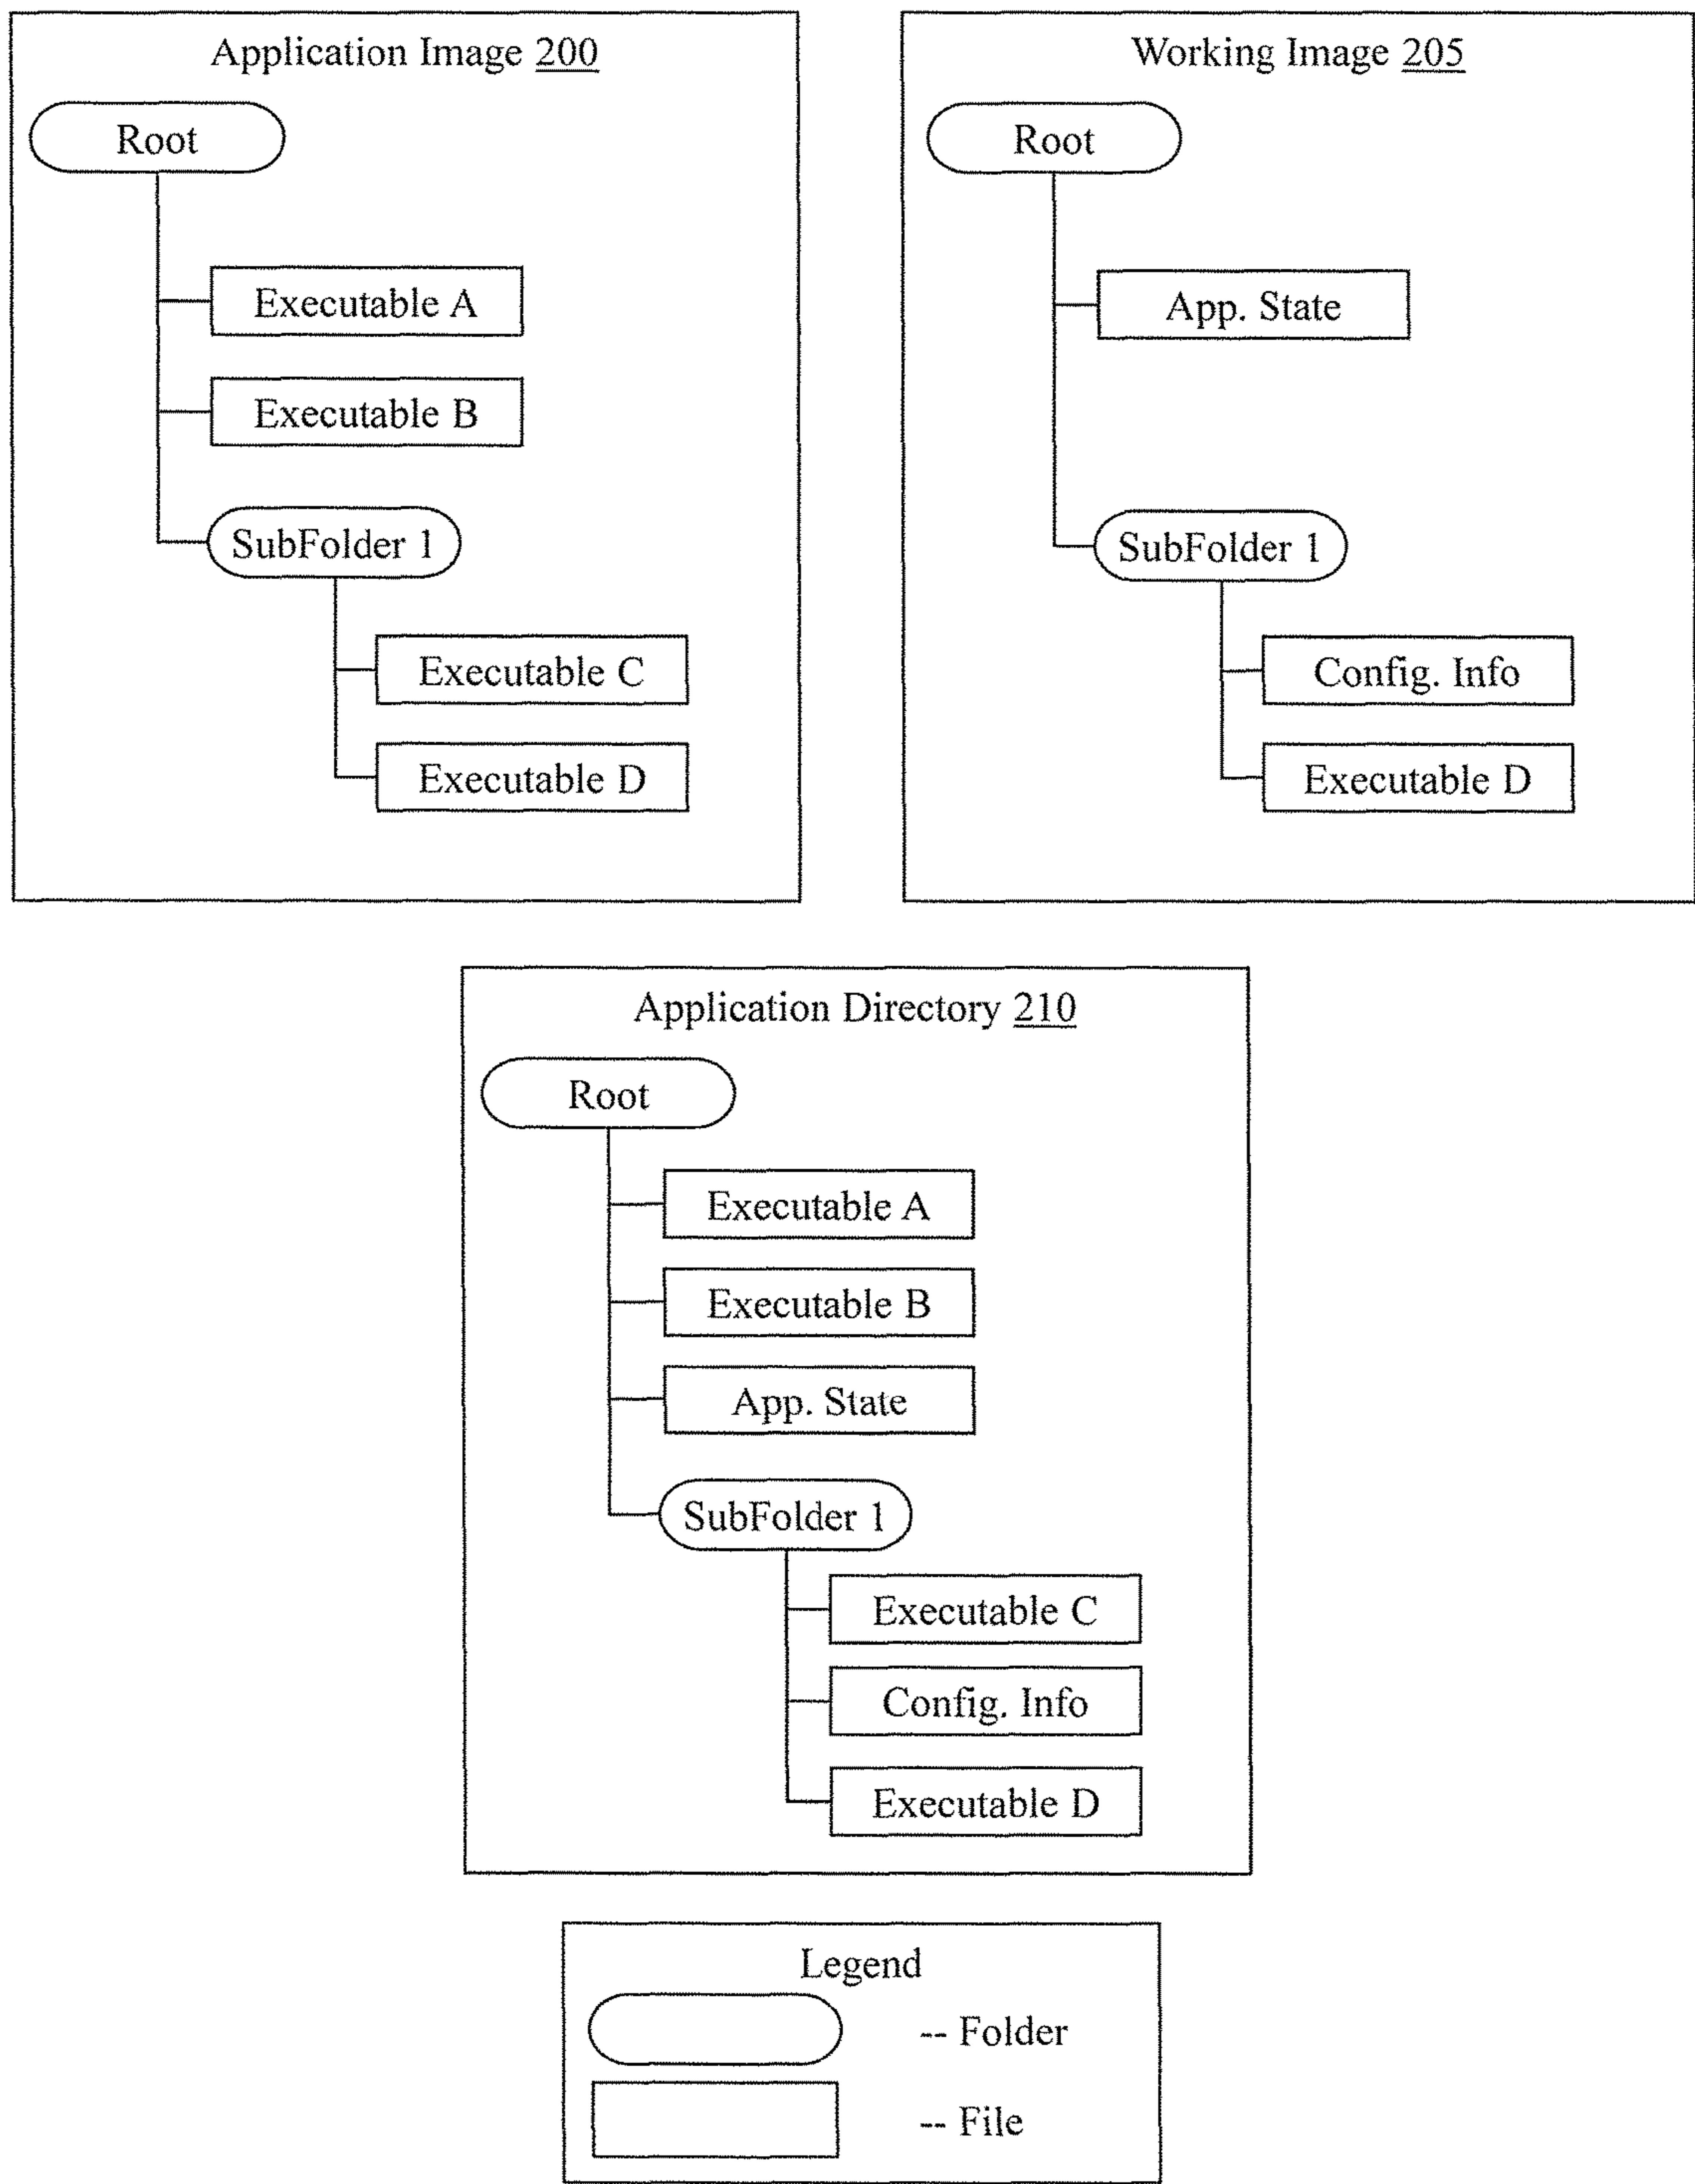 Application Image 200
Root
Executable A
Executable B
SubFolder 1
Executable C
Executable D
Working Image 205
Root
App. State
SubFolder 1
Config. Info
Executable D
Application Directory 210
Root
Executable A
Executable B
App. State
SubFolder 1
Executable C
Config. Info
Executable D
Legend
-- Folder
-- File